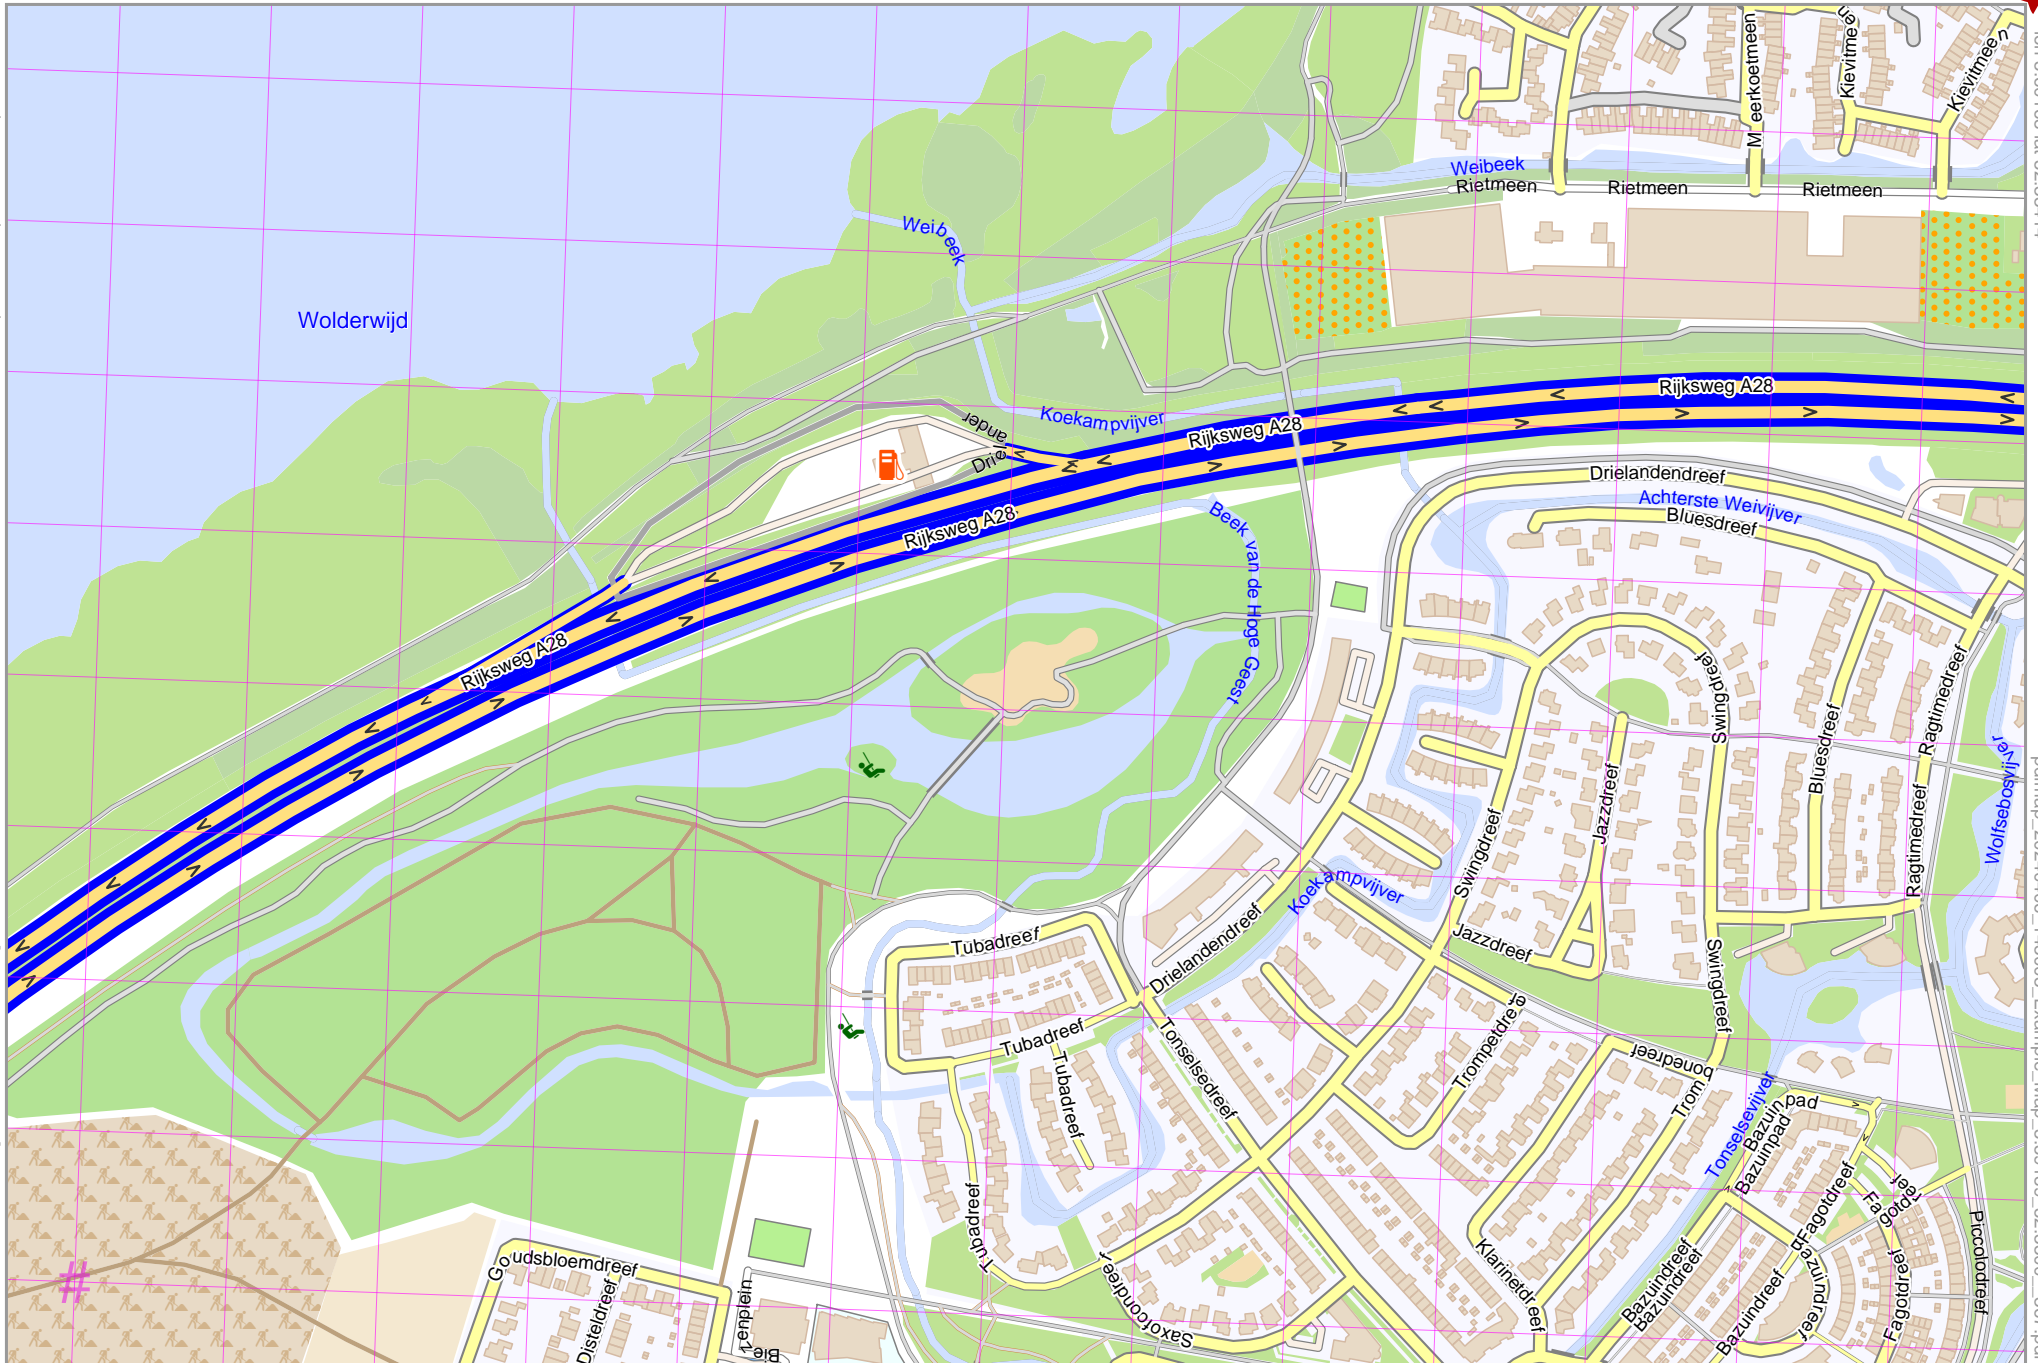 Meerkoetmeen
Kievitmeen
Kievitmeen
Weibeek
Rietmeen
Rietmeen
Rietmeen
Weibeek
Wolderwijd
Rijksweg A28
Koekampvijver
Rijksweg A28
Drielander
Drielandendreef
Achterste Weivijver
Bluesdreef
Rijksweg A28
Beek van de Hoge Geest
Rijksweg A28
Swingdreef
Ragtimedreef
Bluesdreef
Wolfsebosvijver
Jazzdreef
Swingdreef
Ragtimedreef
Koekampvijver
Drielandendreef
Tubadreef
Jazzdreef
Swingdreef
Tubadreef
Tubadreef
Tonselsedreef
Trompetdreef
Trombonedreef
Tonselsevijver
Bazuinpad
Bazuinpad
Fagotdreef
Fagotdreef
Tubadreef
Piccolodreef
Goudsbloemdreef
Disteldreef
Biezenplein
Saxofoondreef
Klarinetdreef
Bazuindreef
Bazuindreef
Bazuindreef
Bazuindreef
Fagotdreef
#